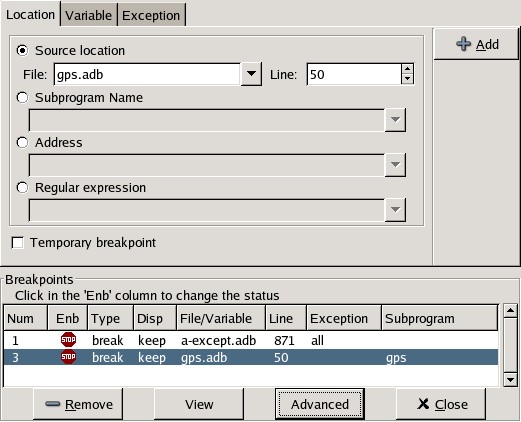 Location Variable Exception
Source location
File: gps.adb Line: 50
Add
Subprogram Name
Address
Regular expression
Temporary breakpoint
Breakpoints
Click in the 'Enb' column to change the status
Num Enb Type Disp File/Variable Line Exception Subprogram
1 STOP break keep a-except.adb 871 all
3 STOP break keep gps.adb 50 gps
Remove View Advanced Close